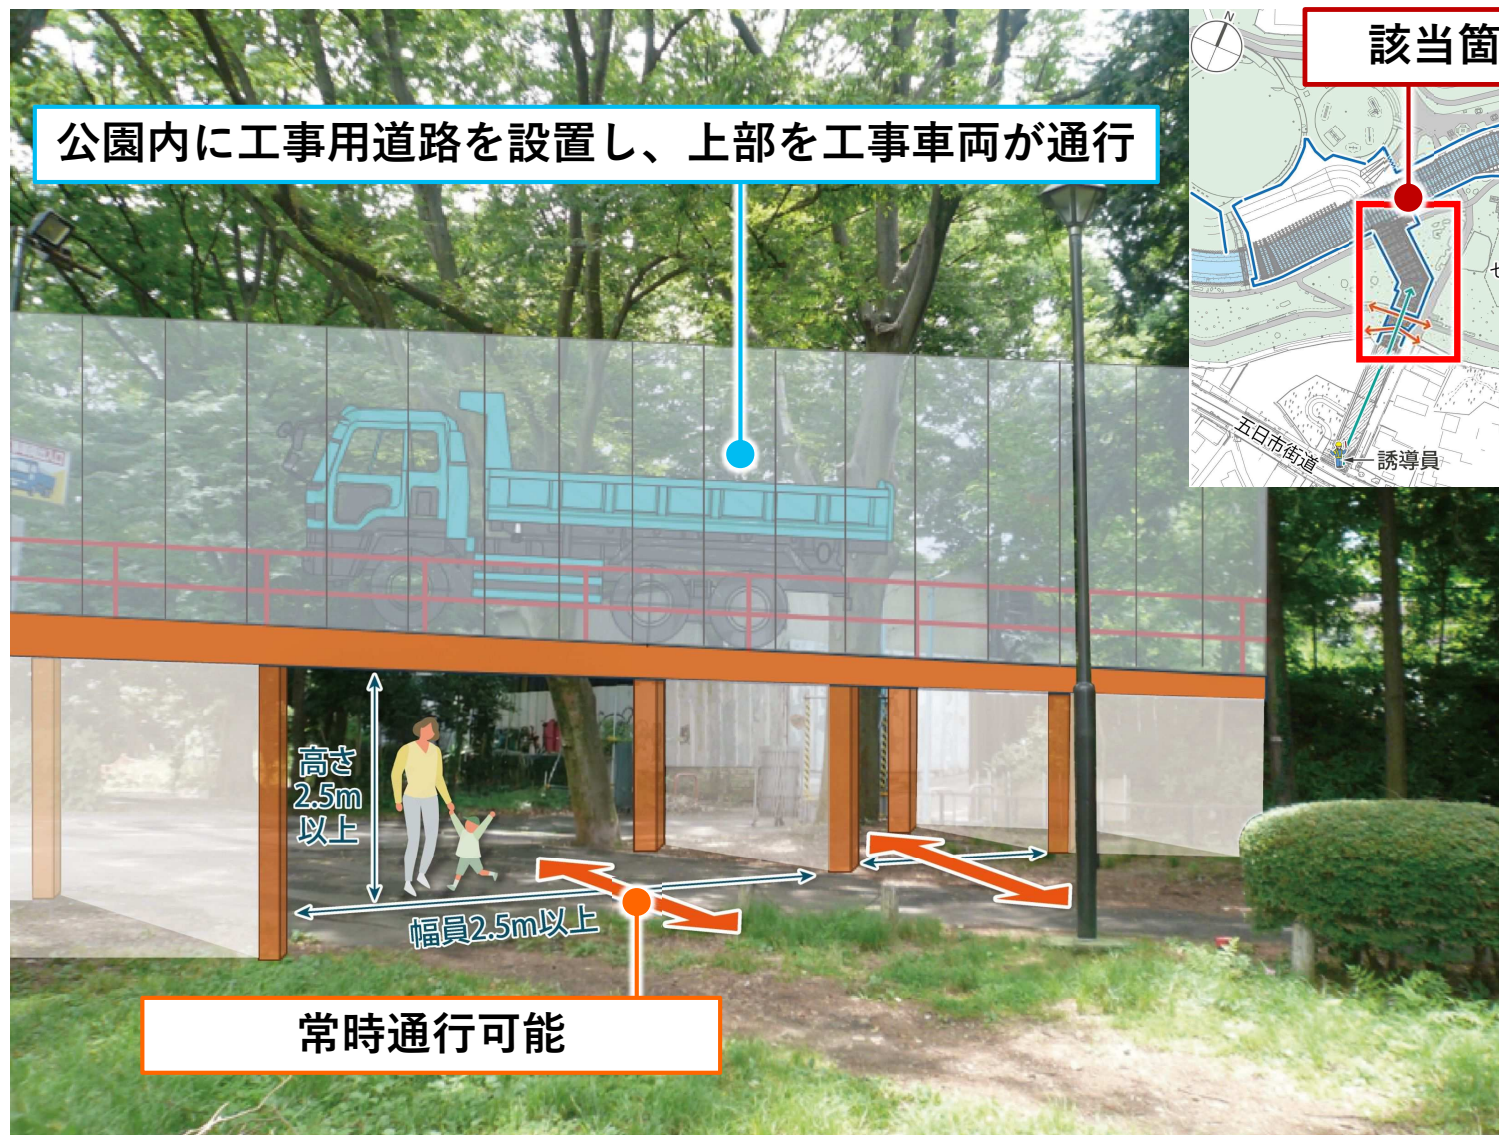 該当箇
公園内に工事用道路を設置し、上部を工事車両が通行
N
五日市街道
誘導員
高さ
2.5m
以上
幅員2.5m以上
常時通行可能